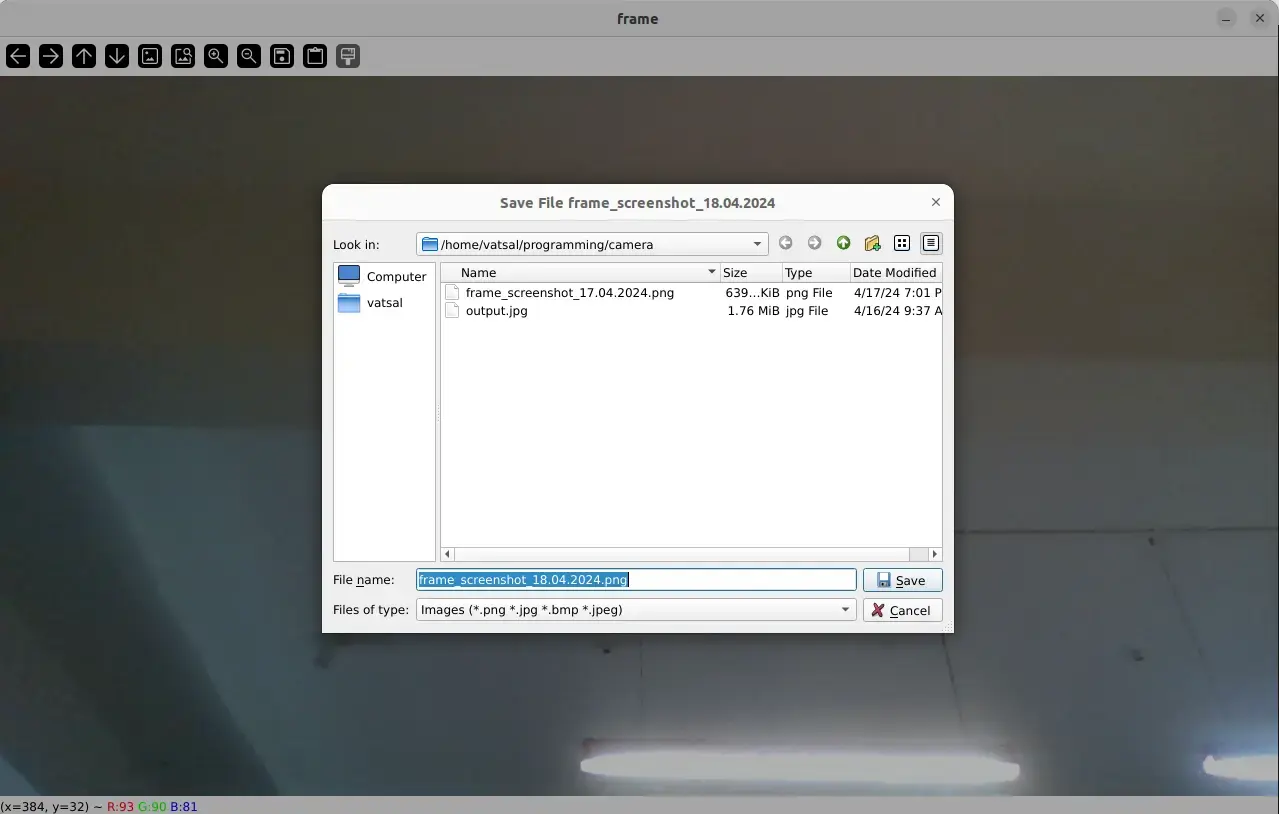 frame
Save File frame_screenshot_18.04.2024
Look in: /home/vatsal/programming/camera
Computer
vatsal
Name Size Type Date Modified
frame_screenshot_17.04.2024.png 639...KiB png File 4/17/24 7:01 P
output.jpg 1.76 MiB jpg File 4/16/24 9:37 A
File name: frame_screenshot_18.04.2024.png Save
Files of type: Images (*.png *.jpg *.bmp *.jpeg) Cancel
(x=384, y=32) ~ R:93 G:90 B:81